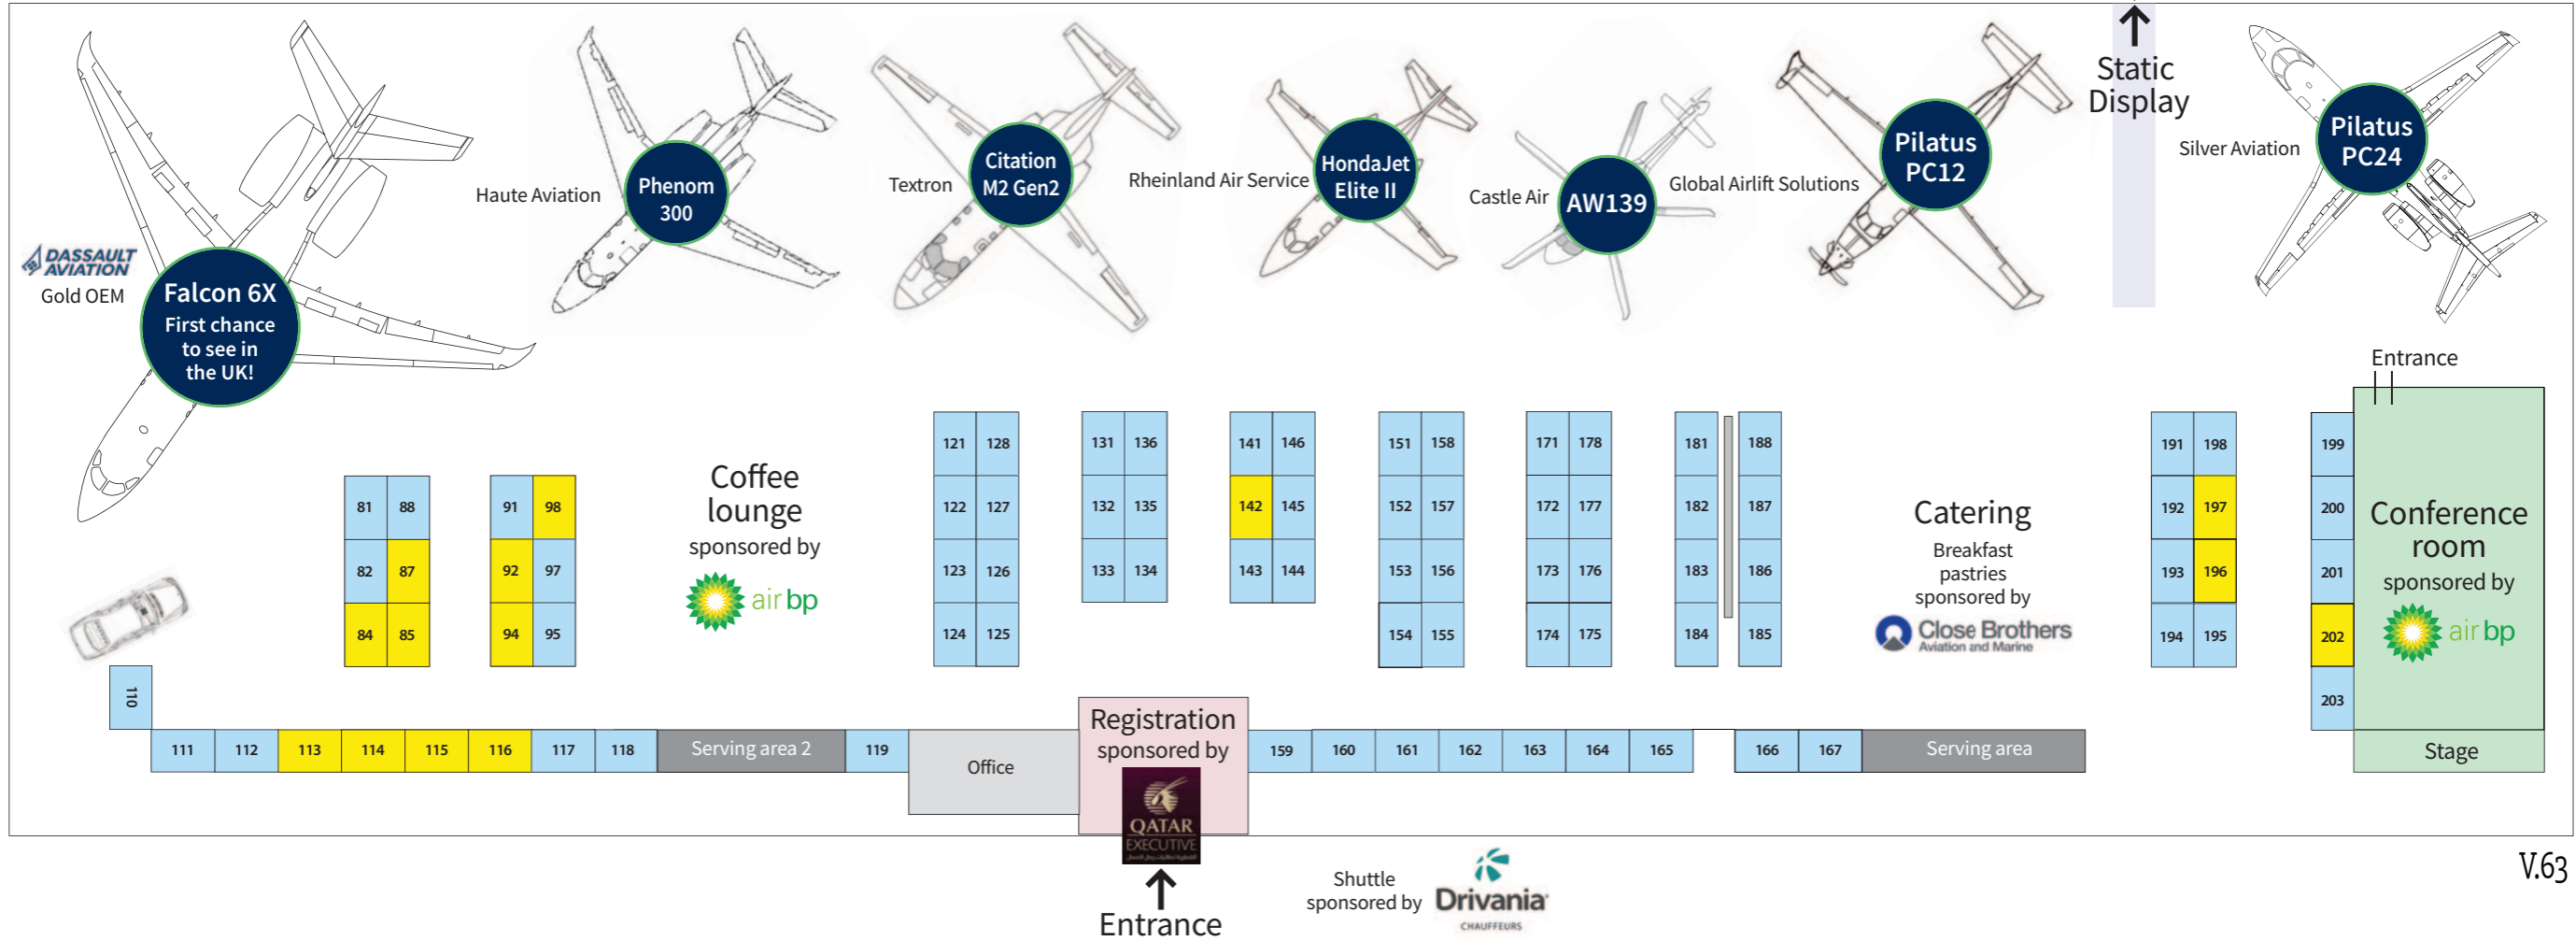 Static
Display
DASSAULT
AVIATION
Gold OEM
Falcon 6X
First chance
to see in
the UK!
Haute Aviation
Phenom
300
Textron
Citation
M2 Gen2
Rheinland Air Service
HondaJet
Elite II
Castle Air
AW139
Global Airlift Solutions
Pilatus
PC12
Silver Aviation
Pilatus
PC24
Entrance
81 88
82 87
84 85
91 98
92 97
94 95
Coffee
lounge
sponsored by
air bp
121 128
122 127
123 126
124 125
131 136
132 135
133 134
141 146
142 145
143 144
151 158
152 157
153 156
154 155
171 178
172 177
173 176
174 175
181 188
182 187
183 186
184 185
Catering
Breakfast
pastries
sponsored by
Close Brothers
Aviation and Marine
191 198
192 197
193 196
194 195
199
200
201
202
203
Conference
room
sponsored by
air bp
Stage
110
111 112 113 114 115 116 117 118 Serving area 2 119
Office
Registration
sponsored by
QATAR
EXECUTIVE
159 160 161 162 163 164 165 166 167 Serving area
Entrance
Shuttle
sponsored by
Drivania
CHAUFFEURS
V.63